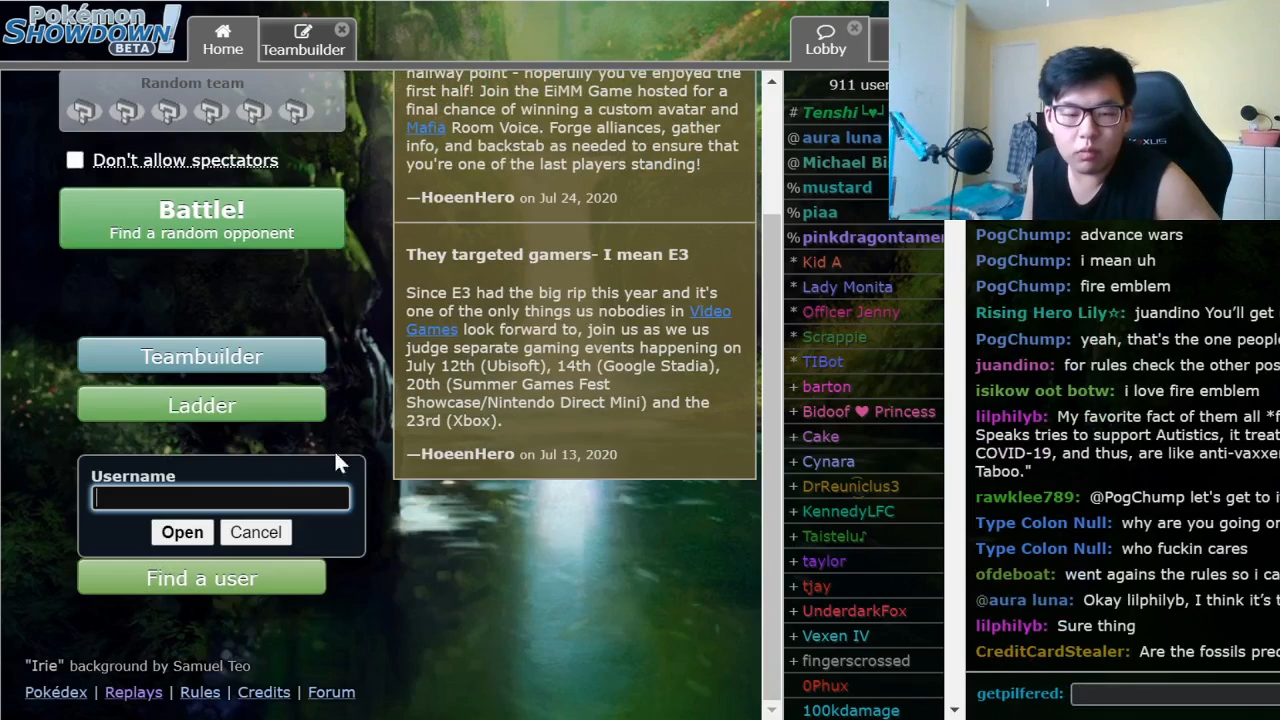 Pokémon
SHOWDOWN!
BETA
Home
Teambuilder
Lobby
Random team
Don't allow spectators
Battle!
Find a random opponent
Teambuilder
Ladder
Username
Open Cancel
Find a user
"Irie" background by Samuel Teo
Pokédex | Replays | Rules | Credits | Forum
halfway point - hopefully you've enjoyed the
first half! Join the EiMM Game hosted for a
final chance of winning a custom avatar and
Mafia Room Voice. Forge alliances, gather
info, and backstab as needed to ensure that
you're one of the last players standing!
—HoeenHero on Jul 24, 2020
They targeted gamers- I mean E3
Since E3 had the big rip this year and it's
one of the only things us nobodies in Video
Games look forward to, join us as we us
judge separate gaming events happening on
July 12th (Ubisoft), 14th (Google Stadia),
20th (Summer Games Fest
Showcase/Nintendo Direct Mini) and the
23rd (Xbox).
—HoeenHero on Jul 13, 2020
911 use
# Tenshi
@ aura luna
@ Michael Bi
% mustard
% piaa
% pinkdragontame
* Kid A
* Lady Monita
* Officer Jenny
* Scrappie
* TIBot
+ barton
+ Bidoof ♥ Princess
+ Cake
+ Cynara
+ DrReuniclus3
+ KennedyLFC
+ Taistelu♪
+ taylor
+ tjay
+ UnderdarkFox
+ Vexen IV
+ fingerscrossed
0Phux
100kdamage
PogChump: advance wars
PogChump: i mean uh
PogChump: fire emblem
Rising Hero Lily☆: juandino You'll get
PogChump: yeah, that's the one people
juandino: for rules check the other pos
isikow oot botw: i love fire emblem
lilphilyb: My favorite fact of them all *f
Speaks tries to support Autistics, it treat
COVID-19, and thus, are like anti-vaxxe
Taboo."
rawklee789: @PogChump let's get to i
Type Colon Null: why are you going on
Type Colon Null: who fuckin cares
ofdeboat: went agains the rules so i ca
@aura luna: Okay lilphilyb, I think it's t
lilphilyb: Sure thing
CreditCardStealer: Are the fossils pred
getpilfered: